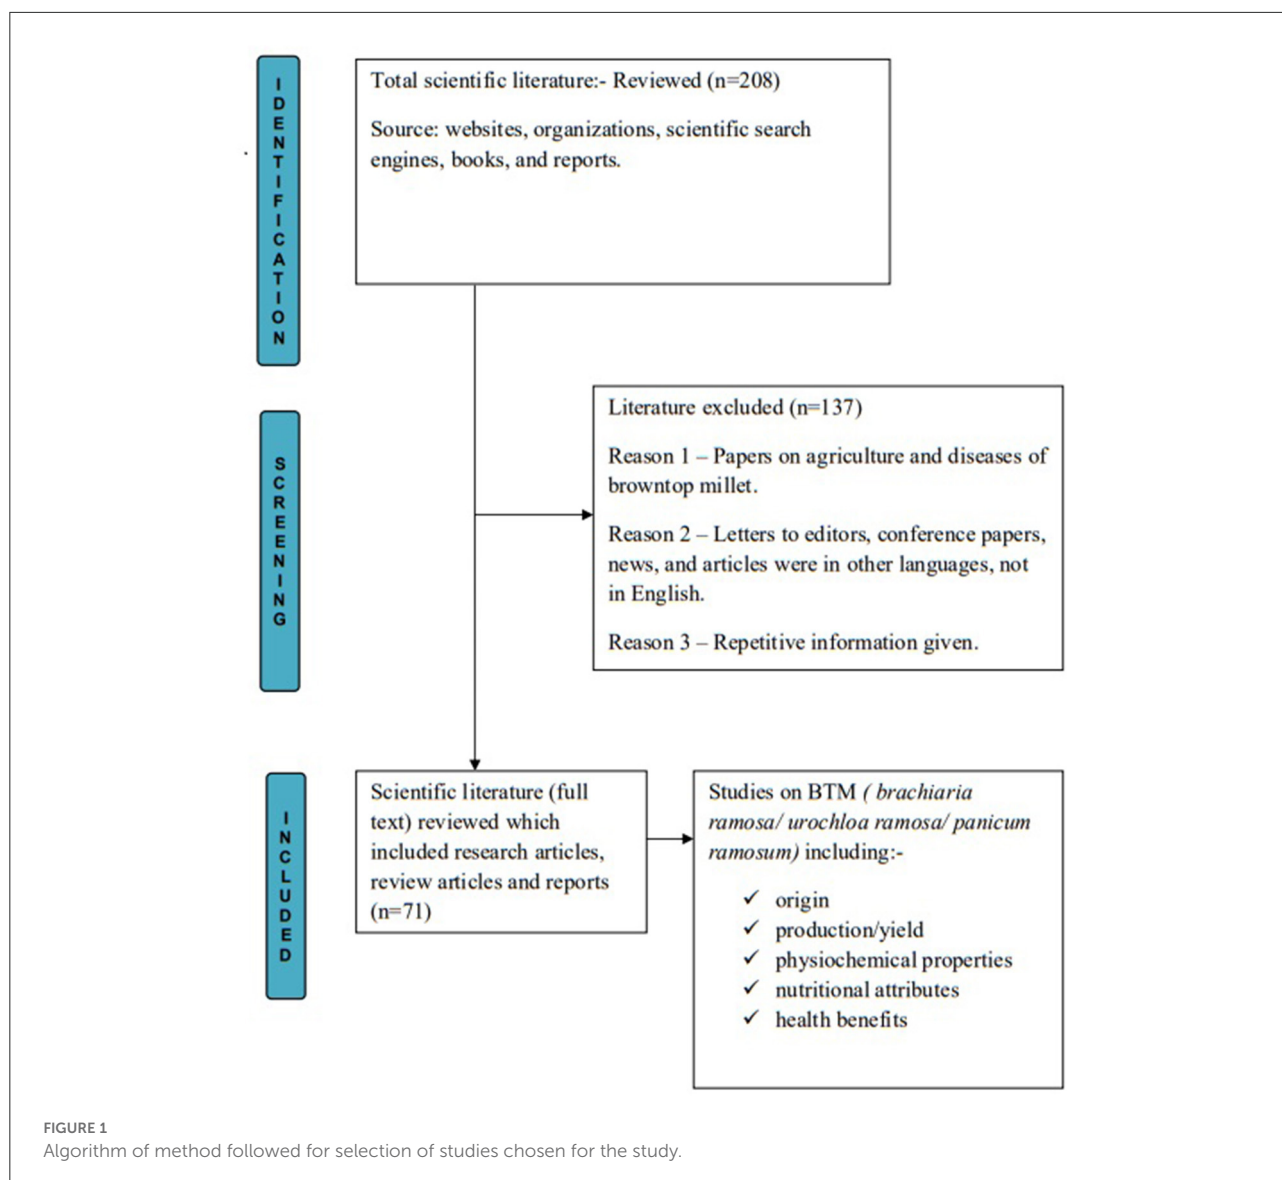 IDENTIFICATION
Total scientific literature:- Reviewed (n=208)
Source: websites, organizations, scientific search
engines, books, and reports.
SCREENING
Literature excluded (n=137)
Reason 1 – Papers on agriculture and diseases of
browntop millet.
Reason 2 – Letters to editors, conference papers,
news, and articles were in other languages, not
in English.
Reason 3 – Repetitive information given.
INCLUDED
Scientific literature (full
text) reviewed which
included research articles,
review articles and reports
(n=71)
Studies on BTM ( brachiaria
ramosa/ urochloa ramosa/ panicum
ramosum) including:-
✓ origin
✓ production/yield
✓ physiochemical properties
✓ nutritional attributes
✓ health benefits
FIGURE 1
Algorithm of method followed for selection of studies chosen for the study.